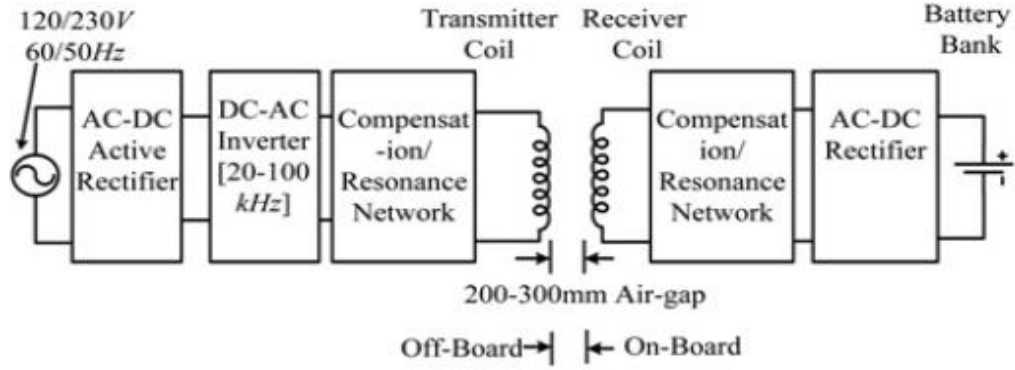 120/230V
60/50Hz
Transmitter
Coil
Receiver
Coil
Battery
Bank
AC-DC
Active
Rectifier
DC-AC
Inverter
[20-100
kHz]
Compensat
-ion/
Resonance
Network
Compensat
ion/
Resonance
Network
AC-DC
Rectifier
+
200-300mm Air-gap
Off-Board
On-Board